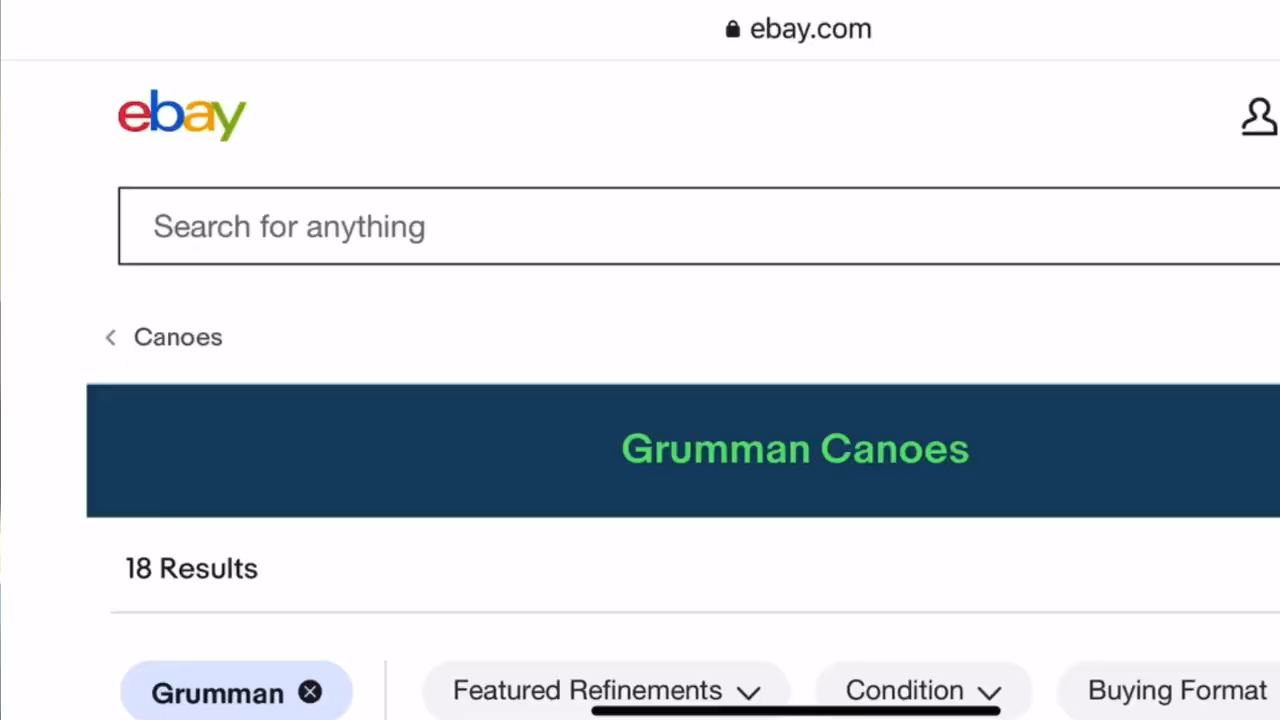 ebay.com
ebay
Search for anything
Canoes
Grumman Canoes
18 Results
Grumman Featured Refinements Condition Buying Format